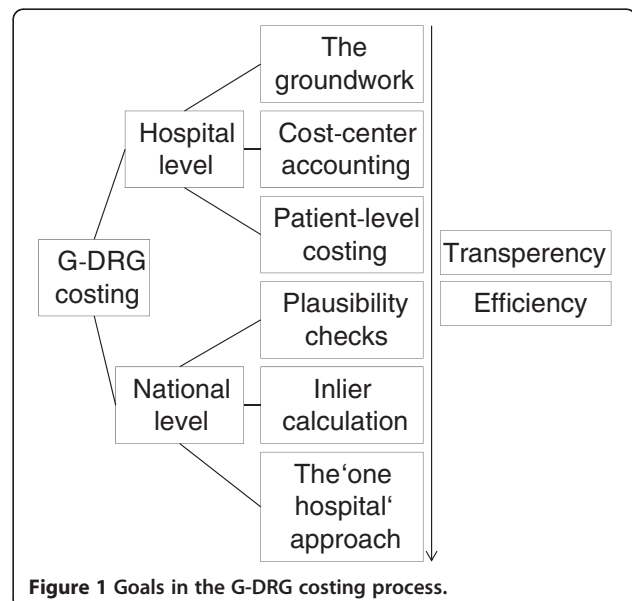 The
groundwork
Hospital
level
Cost-center
accounting
Patient-level
costing
G-DRG
costing
Transperency
Efficiency
Plausibility
checks
National
level
Inlier
calculation
The‘one
hospital‘
approach
Figure 1 Goals in the G-DRG costing process.